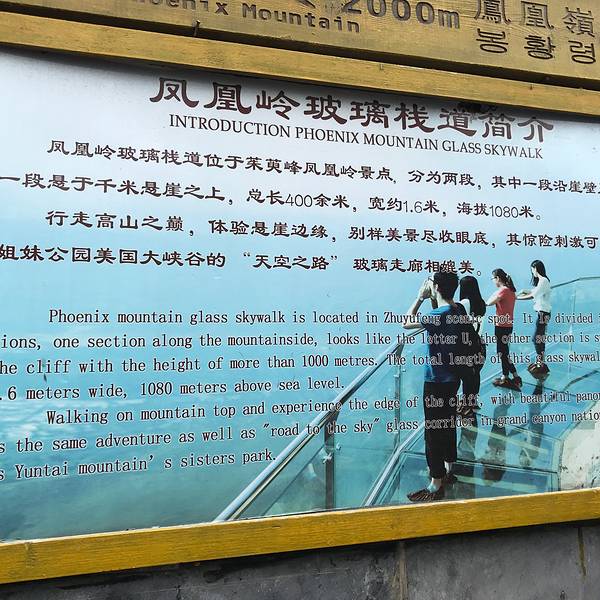 Phoenix Mountain
2000m
鳳凰嶺
봉황령
凤凰岭玻璃栈道简介
INTRODUCTION PHOENIX MOUNTAIN GLASS SKYWALK
凤凰岭玻璃栈道位于茱萸峰凤凰岭景点，分为两段，其中一段沿崖壁
一段悬于千米悬崖之上，总长400余米，宽约1.6米，海拔1080米。
行走高山之巅，体验悬崖边缘，别样美景尽收眼底，其惊险刺激可
姐妹公园美国大峡谷的“天空之路”玻璃走廊相媲美。
Phoenix mountain glass skywalk is located in Zhuyufeng scenic spot. It is divided
ions, one section along the mountainside, looks like the letter U, the other section is
he cliff with the height of more than 1000 metres. The total length of this glass skywal
.6 meters wide, 1080 meters above sea level.
Walking on mountain top and experience the edge of the cliff, with beautiful panor
s the same adventure as well as "road to the sky" glass corridor in grand canyon natio
s Yuntai mountain's sisters park.